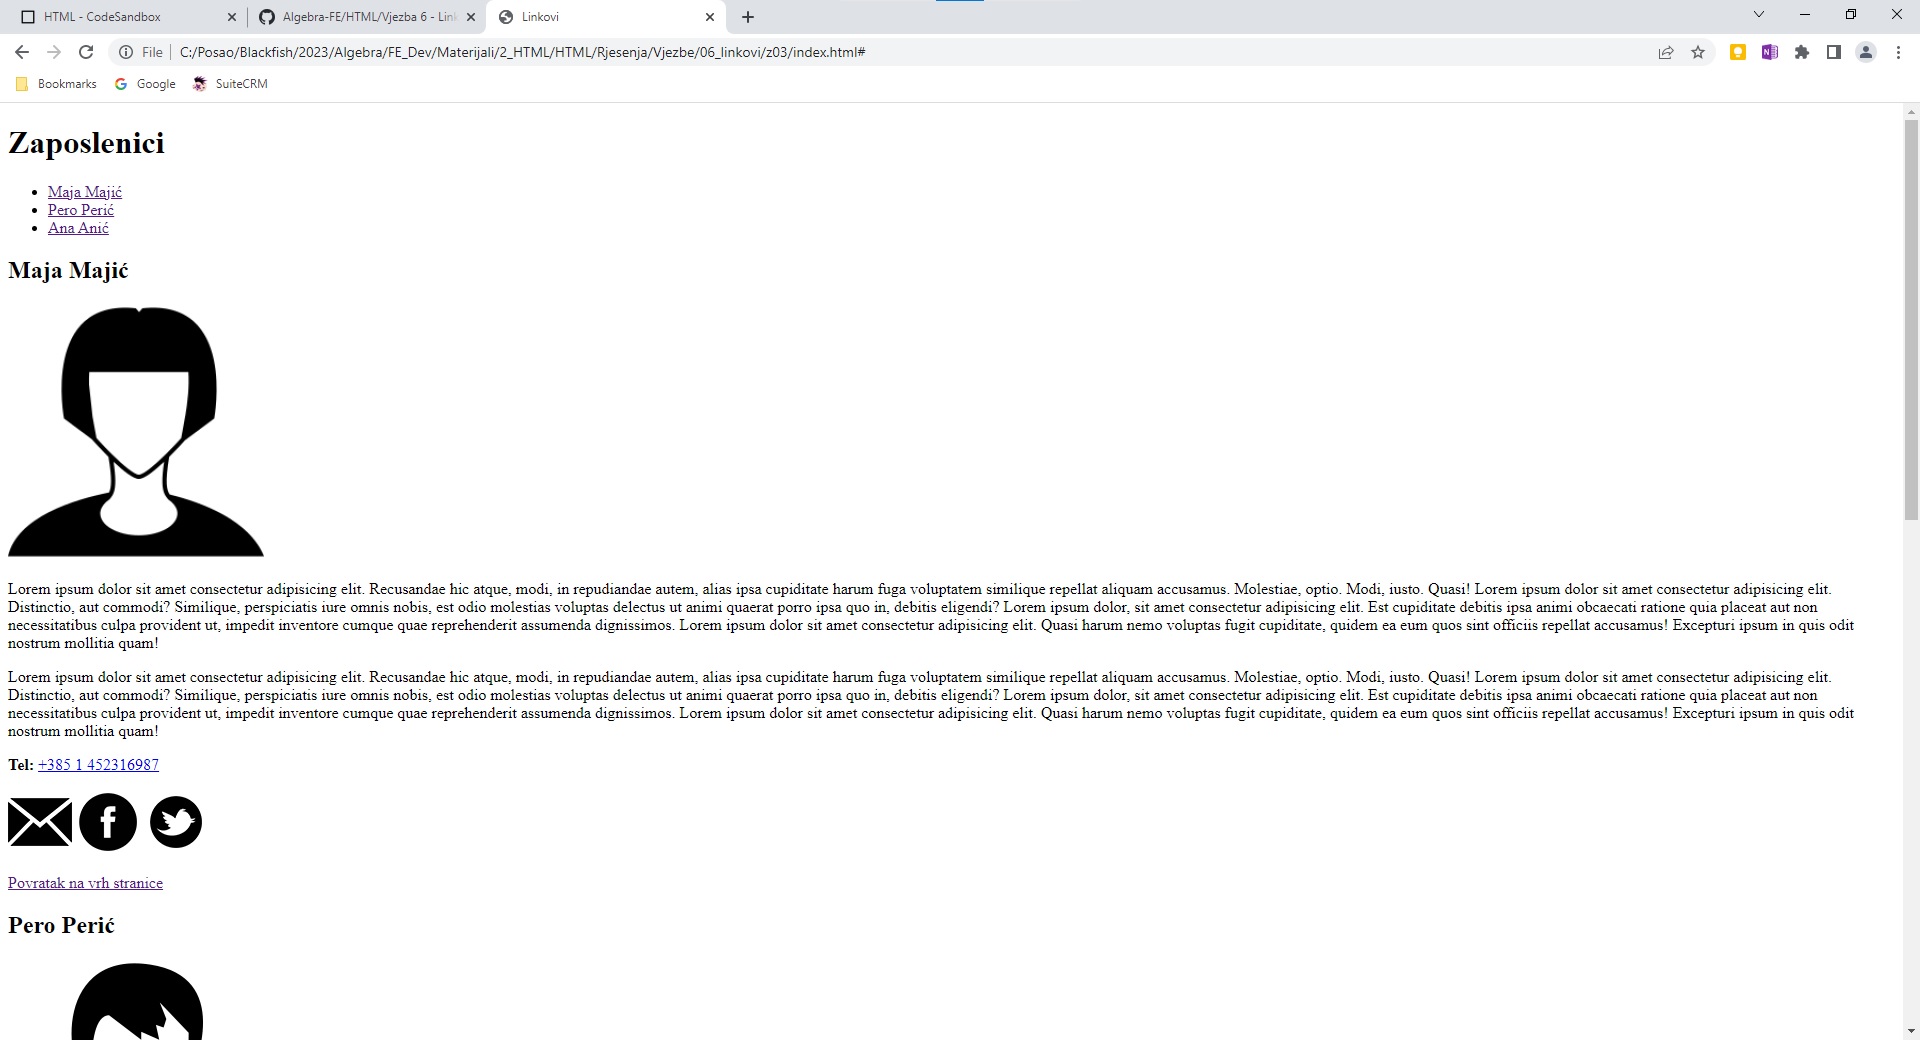 HTML - CodeSandbox
Algebra-FE/HTML/Vjezba 6 - Link
Linkovi
File
C:/Posao/Blackfish/2023/Algebra/FE_Dev/Materijali/2_HTML/HTML/Rjesenja/Vjezbe/06_linkovi/z03/index.html#
Bookmarks
Google
SuiteCRM
Zaposlenici
Maja Majić
Pero Perić
Ana Anić
Maja Majić
Lorem ipsum dolor sit amet consectetur adipisicing elit. Recusandae hic atque, modi, in repudiandae autem, alias ipsa cupiditate harum fuga voluptatem similique repellat aliquam accusamus. Molestiae, optio. Modi, iusto. Quasi! Lorem ipsum dolor sit amet consectetur adipisicing elit.
Distinctio, aut commodi? Similique, perspiciatis iure omnis nobis, est odio molestias voluptas delectus ut animi quaerat porro ipsa quo in, debitis eligendi? Lorem ipsum dolor, sit amet consectetur adipisicing elit. Est cupiditate debitis ipsa animi obcaecati ratione quia placeat aut non
necessitatibus culpa provident ut, impedit inventore cumque quae reprehenderit assumenda dignissimos. Lorem ipsum dolor sit amet consectetur adipisicing elit. Quasi harum nemo voluptas fugit cupiditate, quidem ea eum quos sint officiis repellat accusamus! Excepturi ipsum in quis odit
nostrum mollitia quam!
Lorem ipsum dolor sit amet consectetur adipisicing elit. Recusandae hic atque, modi, in repudiandae autem, alias ipsa cupiditate harum fuga voluptatem similique repellat aliquam accusamus. Molestiae, optio. Modi, iusto. Quasi! Lorem ipsum dolor sit amet consectetur adipisicing elit.
Distinctio, aut commodi? Similique, perspiciatis iure omnis nobis, est odio molestias voluptas delectus ut animi quaerat porro ipsa quo in, debitis eligendi? Lorem ipsum dolor, sit amet consectetur adipisicing elit. Est cupiditate debitis ipsa animi obcaecati ratione quia placeat aut non
necessitatibus culpa provident ut, impedit inventore cumque quae reprehenderit assumenda dignissimos. Lorem ipsum dolor sit amet consectetur adipisicing elit. Quasi harum nemo voluptas fugit cupiditate, quidem ea eum quos sint officiis repellat accusamus! Excepturi ipsum in quis odit
nostrum mollitia quam!
Tel: +385 1 452316987
Povratak na vrh stranice
Pero Perić